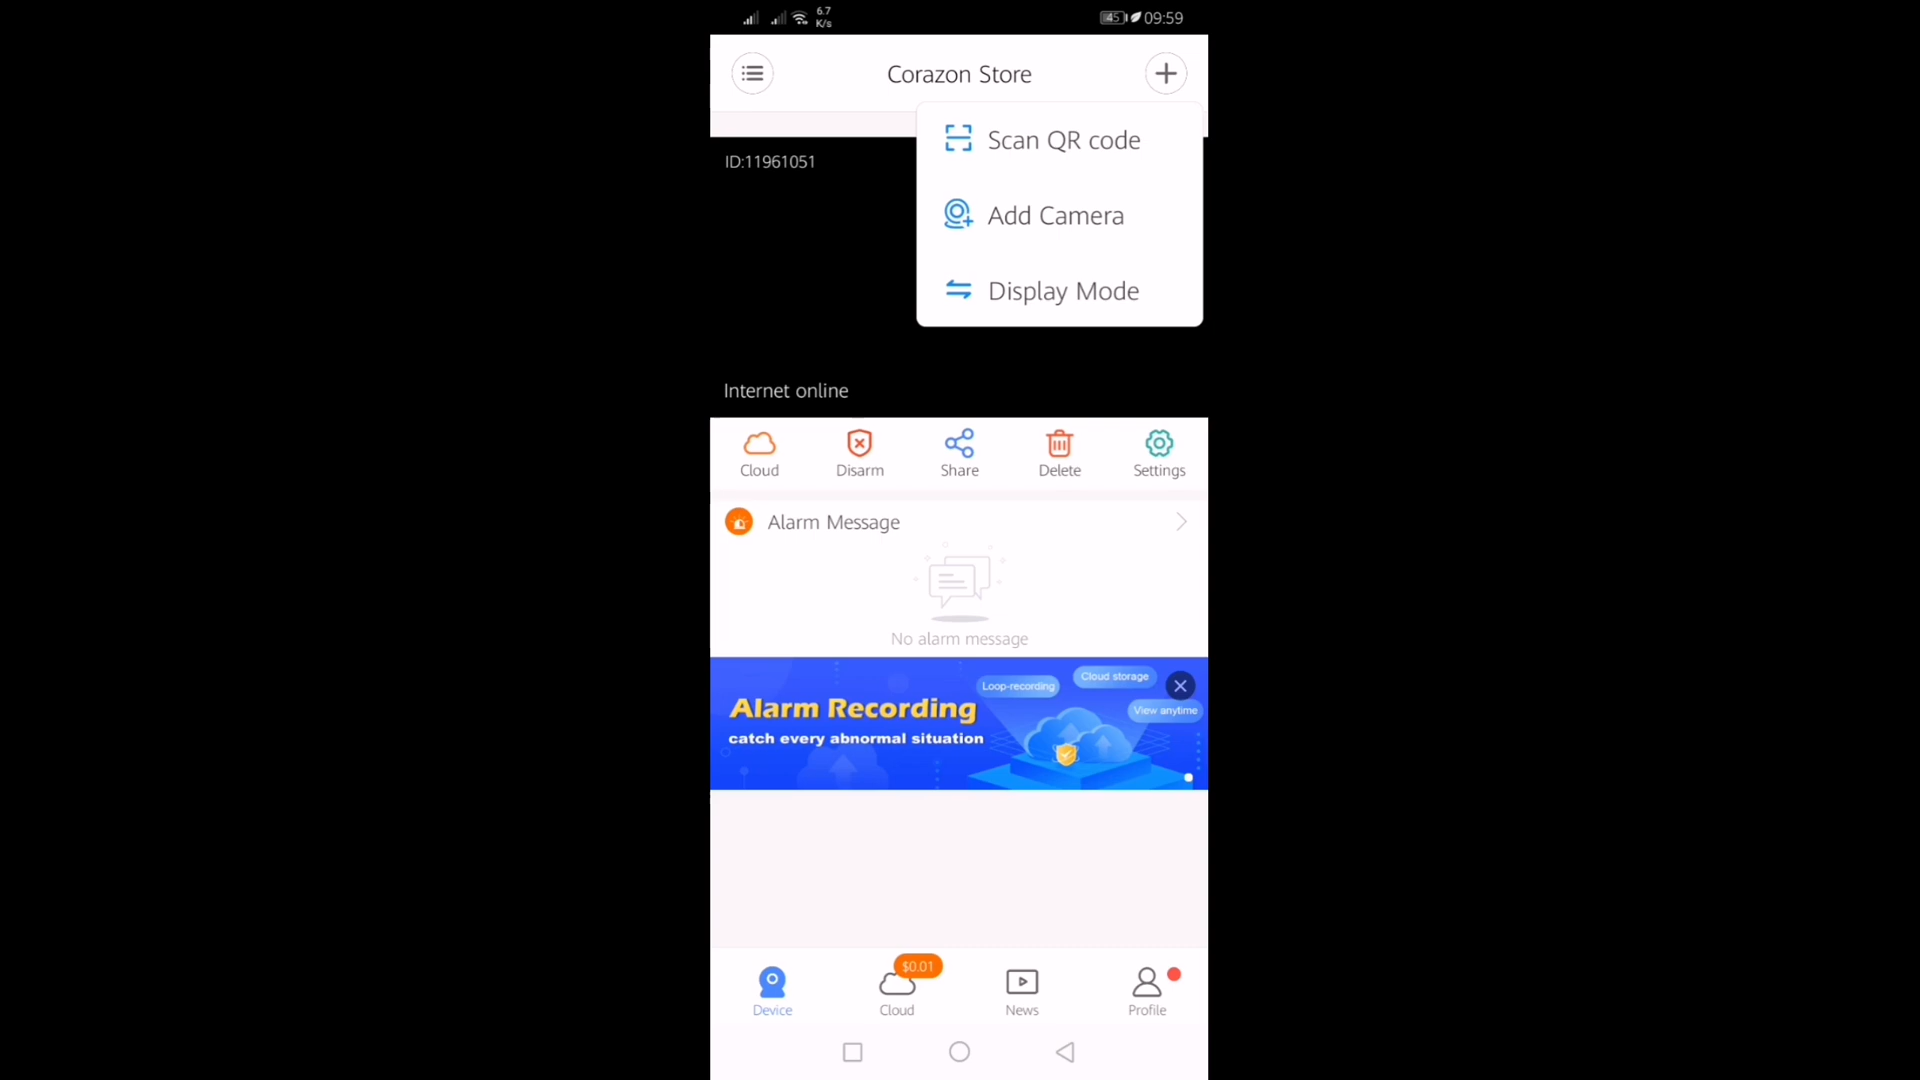 6.7
K/s
45
09:59
Corazon Store
Scan QR code
ID:11961051
Add Camera
Display Mode
Internet online
Cloud
Disarm
Share
Delete
Settings
Alarm Message
No alarm message
Loop-recording
Cloud storage
View anytime
Alarm Recording
catch every abnormal situation
$0.01
Device
Cloud
News
Profile